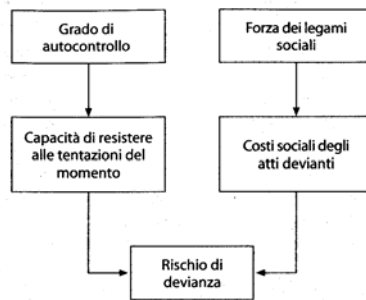 Grado di
autocontrollo
Forza dei legami
sociali
Capacità di resistere
alle tentazioni del
momento
Costi sociali degli
atti devianti
Rischio di
devianza